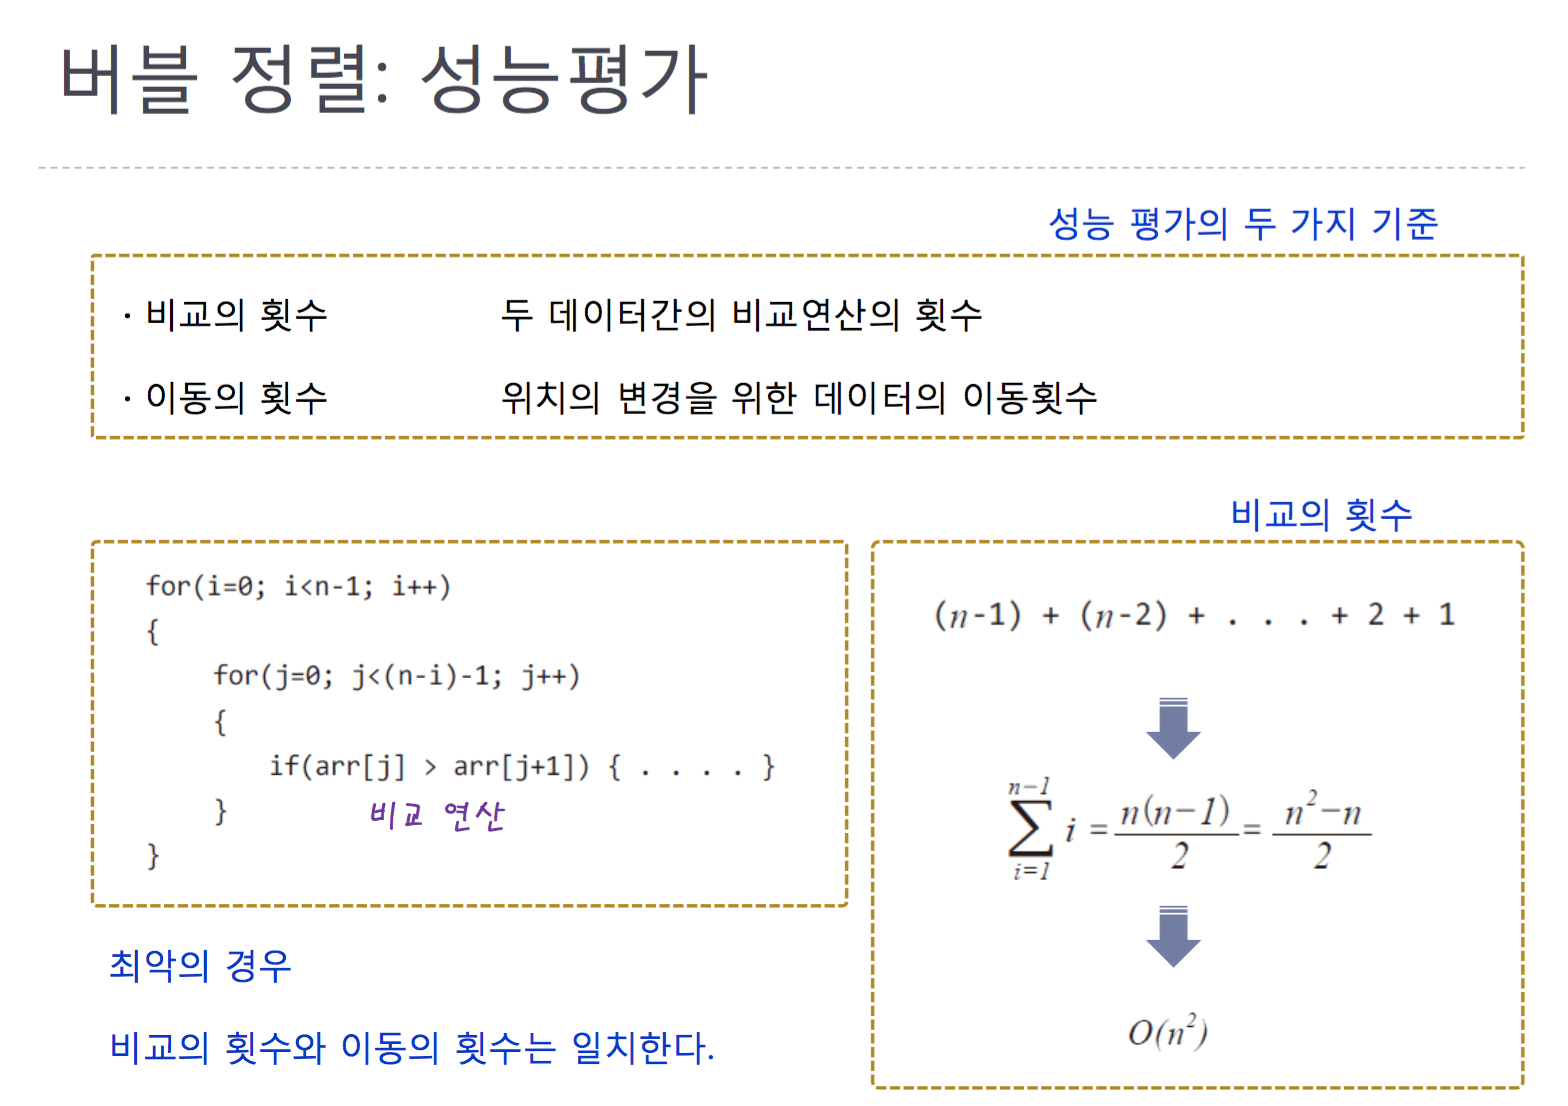 버블 정렬: 성능평가
성능 평가의 두 가지 기준
· 비교의 횟수 두 데이터간의 비교연산의 횟수
· 이동의 횟수 위치의 변경을 위한 데이터의 이동횟수
for(i=0; i<n-1; i++)
{
for(j=0; j<(n-i)-1; j++)
{
if(arr[j] > arr[j+1]) { . . . . }
} 비교 연산
}
최악의 경우
비교의 횟수와 이동의 횟수는 일치한다.
비교의 횟수
(n-1) + (n-2) + . . . + 2 + 1
\sum_{i=1}^{n-1} i = \frac{n(n-1)}{2} = \frac{n^2-n}{2}
O(n²)